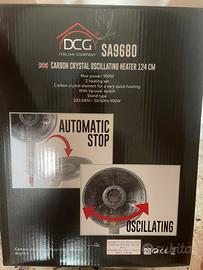 DCG
ITALIAN COMPANY
SA9680
CARBON CRYSTAL OSCILLATING HEATER 124 CM
Max power: 900W
2 heating set
Carbon crystal element for a very quick heating
With tip-over switch
Stand type
220-240V - 50/60Hz 900W
AUTOMATIC
STOP
OSCILLATING